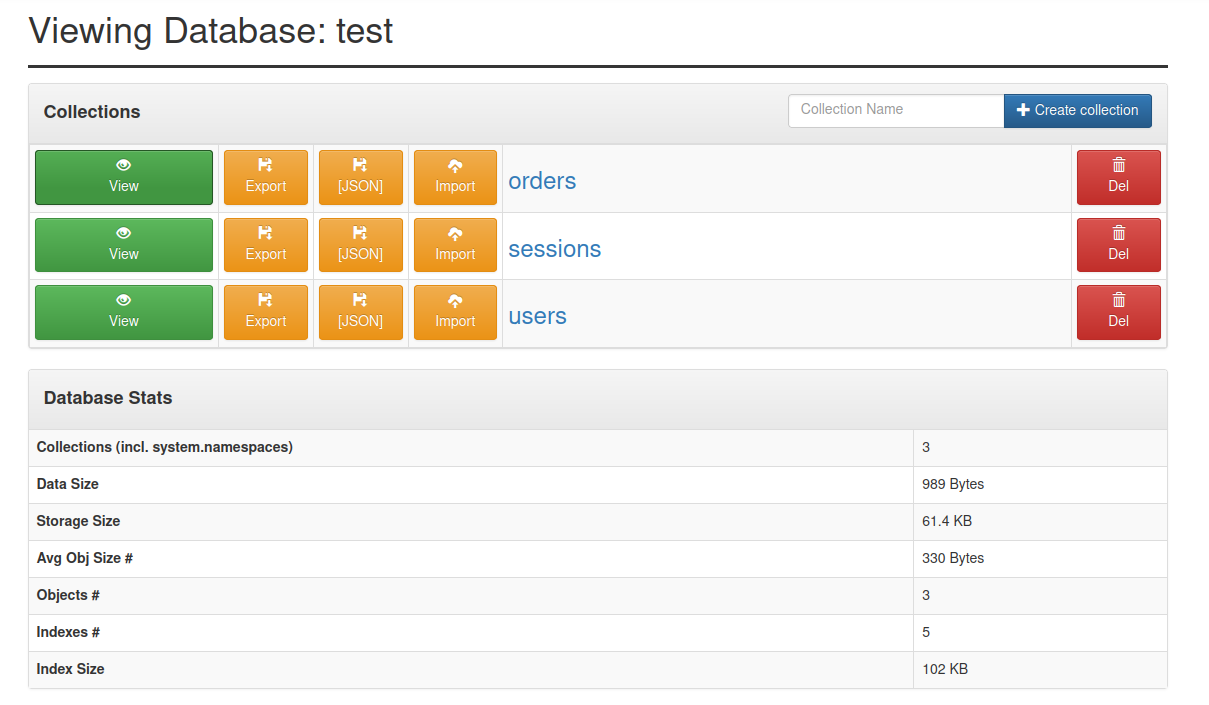 Viewing Database: test
Collections
Collection Name
Create collection
View Export [JSON] Import orders Del
View Export [JSON] Import sessions Del
View Export [JSON] Import users Del
Database Stats
Collections (incl. system.namespaces) 3
Data Size 989 Bytes
Storage Size 61.4 KB
Avg Obj Size # 330 Bytes
Objects # 3
Indexes # 5
Index Size 102 KB